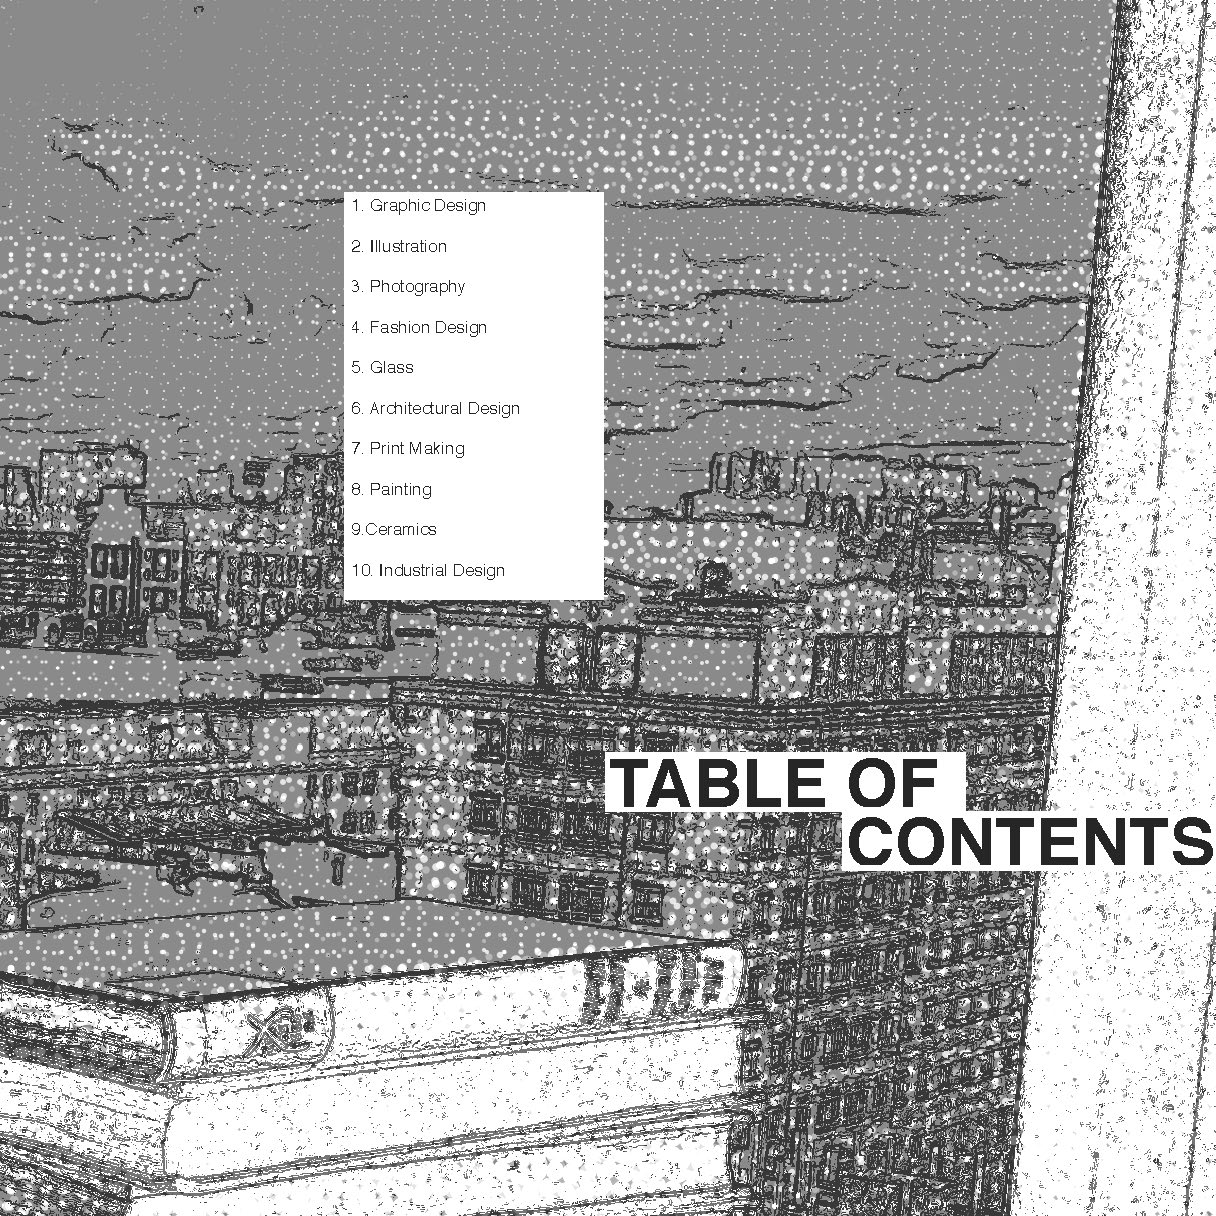 1. Graphic Design
2. Illustration
3. Photography
4. Fashion Design
5. Glass
6. Architectural Design
7. Print Making
8. Painting
9.Ceramics
10. Industrial Design
TABLE OF
CONTENTS